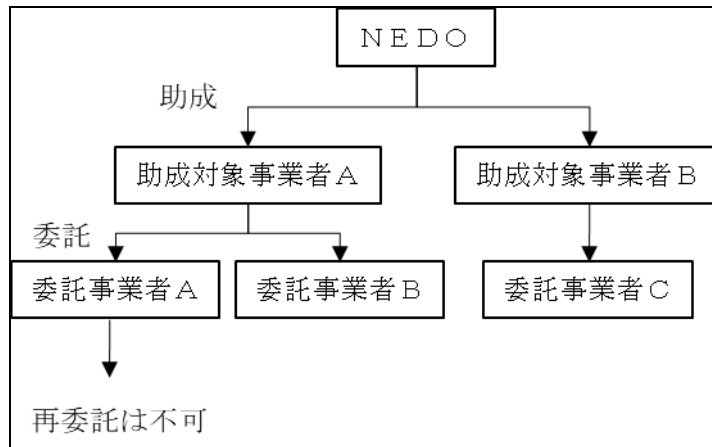 ＮＥＤＯ
助成
助成対象事業者Ａ
助成対象事業者Ｂ
委託
委託事業者Ａ
委託事業者Ｂ
委託事業者Ｃ
再委託は不可